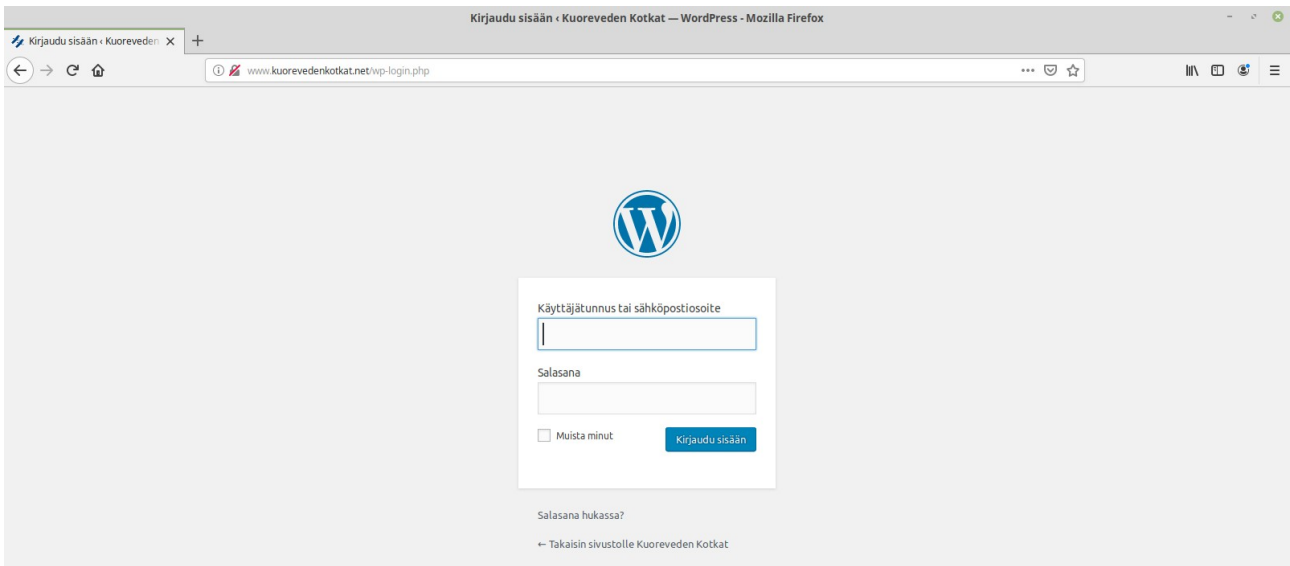 Kirjaudu sisään ‹ Kuoreveden Kotkat — WordPress - Mozilla Firefox
Kirjaudu sisään ‹ Kuoreveden
www.kuorevedenkotkat.net/wp-login.php
Käyttäjätunnus tai sähköpostiosoite
Salasana
Muista minut
Kirjaudu sisään
Salasana hukassa?
← Takaisin sivustolle Kuoreveden Kotkat